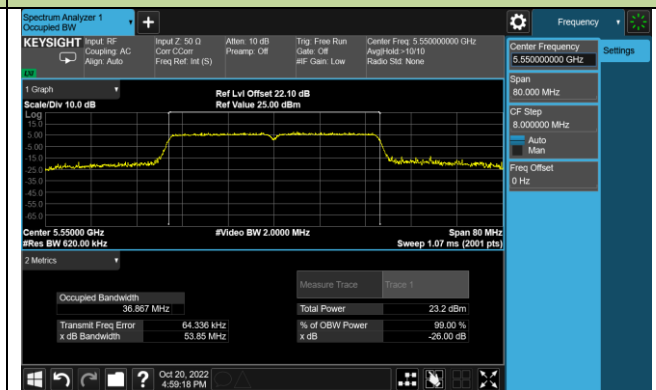 Spectrum Analyzer 1
Occupied BW
+
Frequency
KEYSIGHT
Input: RF
Coupling: AC
Align: Auto
Input Z: 50 Ω
Corr CCorr
Freq Ref: Int (S)
Atten: 10 dB
Preamp: Off
Trig: Free Run
Gate: Off
#IF Gain: Low
Center Freq: 5.550000000 GHz
Avg|Hold:>10/10
Radio Std: None
Center Frequency
5.550000000 GHz
Settings
Span
80.000 MHz
CF Step
8.000000 MHz
Auto
Man
Freq Offset
0 Hz
1 Graph
Scale/Div 10.0 dB
Ref Lvl Offset 22.10 dB
Ref Value 25.00 dBm
Log
15.0
5.00
-5.00
-15.0
-25.0
-35.0
-45.0
-55.0
-65.0
Center 5.55000 GHz
#Video BW 2.0000 MHz
Span 80 MHz
#Res BW 620.00 kHz
Sweep 1.07 ms (2001 pts)
2 Metrics
Measure Trace
Trace 1
Occupied Bandwidth
36.867 MHz
Total Power
23.2 dBm
Transmit Freq Error
64.336 kHz
% of OBW Power
99.00 %
x dB Bandwidth
53.85 MHz
x dB
-26.00 dB
?
Oct 20, 2022
4:59:18 PM